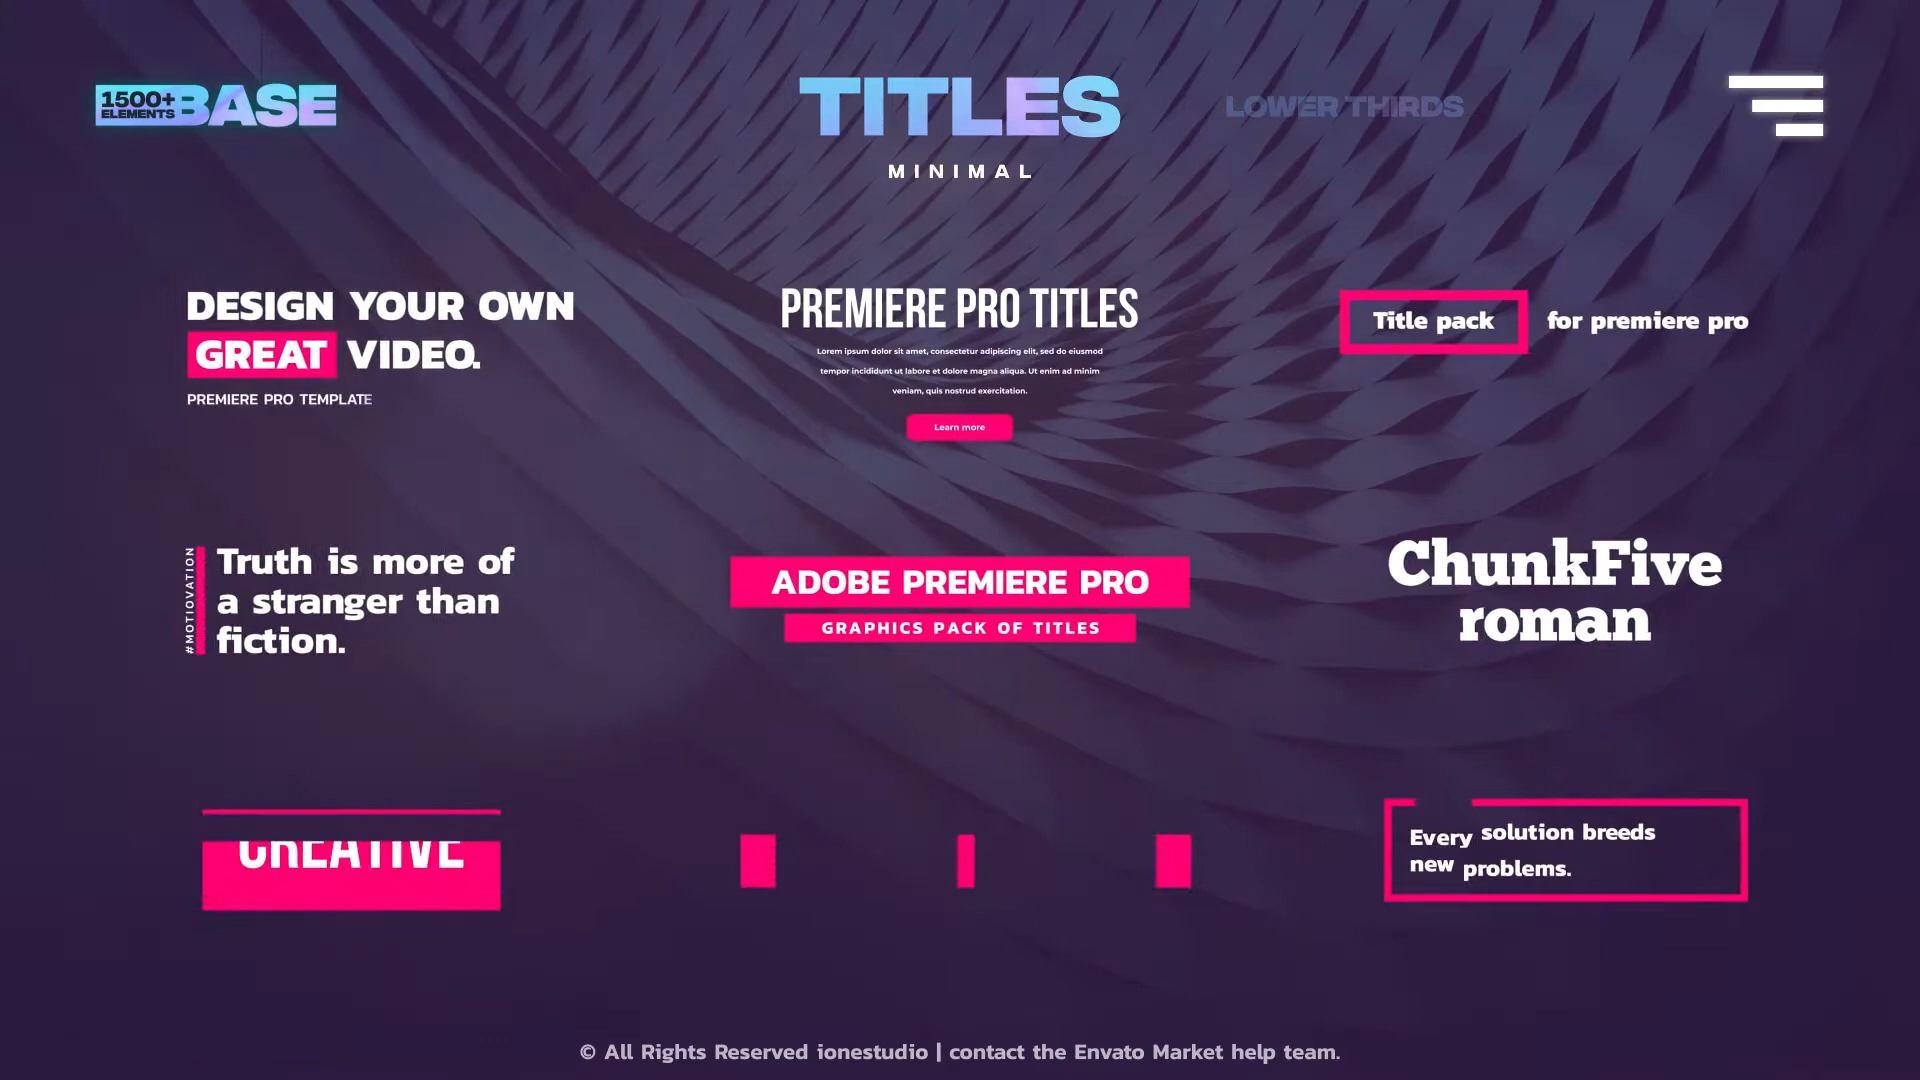 1500+
ELEMENTS
BASE
TITLES
LOWER THIRDS
MINIMAL
DESIGN YOUR OWN
GREAT VIDEO.
PREMIERE PRO TEMPLATE
PREMIERE PRO TITLES
Lorem ipsum dolor sit amet, consectetur adipiscing elit, sed do eiusmod
tempor incididunt ut labore et dolore magna aliqua. Ut enim ad minim
veniam, quis nostrud exercitation.
Learn more
Title pack for premiere pro
#MOTIOVATION
Truth is more of
a stranger than
fiction.
ADOBE PREMIERE PRO
GRAPHICS PACK OF TITLES
ChunkFive
roman
CREATIVE
Every solution breeds
new problems.
© All Rights Reserved ionestudio | contact the Envato Market help team.